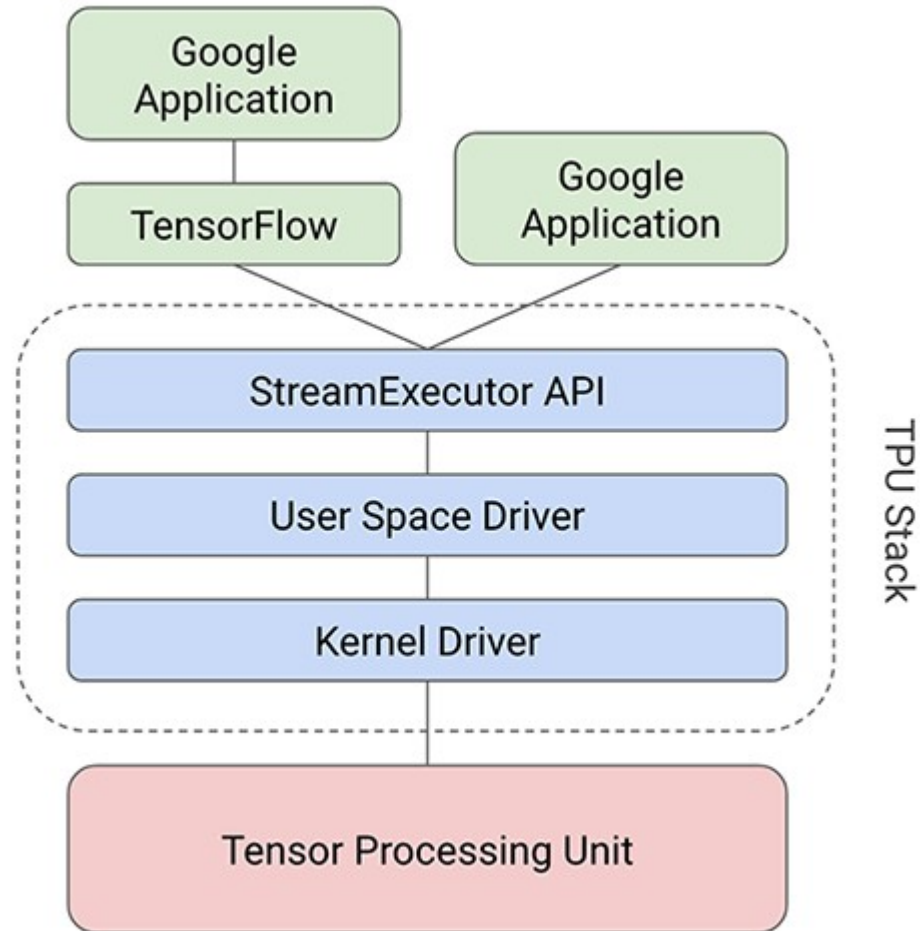 Google
Application
TensorFlow
Google
Application
StreamExecutor API
User Space Driver
Kernel Driver
TPU Stack
Tensor Processing Unit